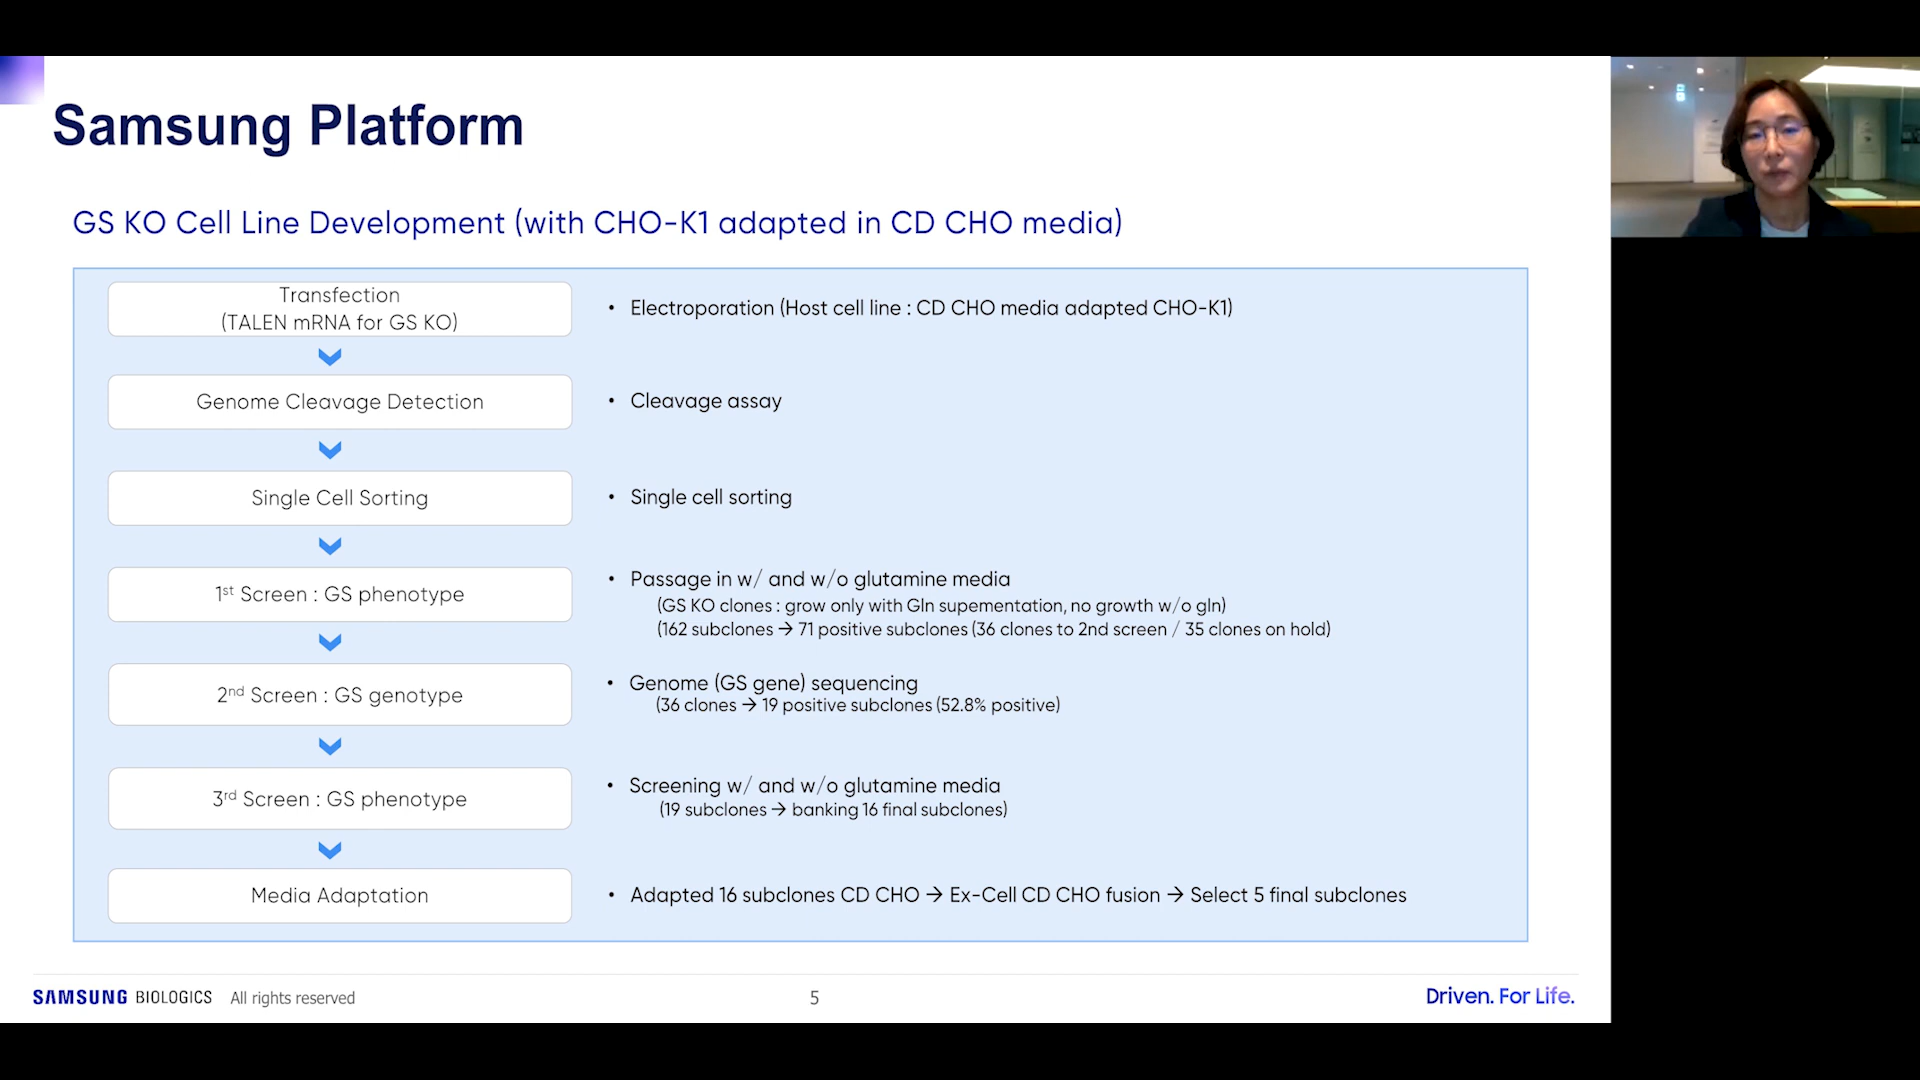 Samsung Platform
GS KO Cell Line Development (with CHO-K1 adapted in CD CHO media)
Transfection
(TALEN mRNA for GS KO)
• Electroporation (Host cell line : CD CHO media adapted CHO-K1)
Genome Cleavage Detection
• Cleavage assay
Single Cell Sorting
• Single cell sorting
1st Screen : GS phenotype
• Passage in w/ and w/o glutamine media
(GS KO clones : grow only with Gln supementation, no growth w/o gln)
(162 subclones → 71 positive subclones (36 clones to 2nd screen / 35 clones on hold)
2nd Screen : GS genotype
• Genome (GS gene) sequencing
(36 clones → 19 positive subclones (52.8% positive)
3rd Screen : GS phenotype
• Screening w/ and w/o glutamine media
(19 subclones → banking 16 final subclones)
Media Adaptation
• Adapted 16 subclones CD CHO → Ex-Cell CD CHO fusion → Select 5 final subclones
SAMSUNG BIOLOGICS All rights reserved
5
Driven. For Life.